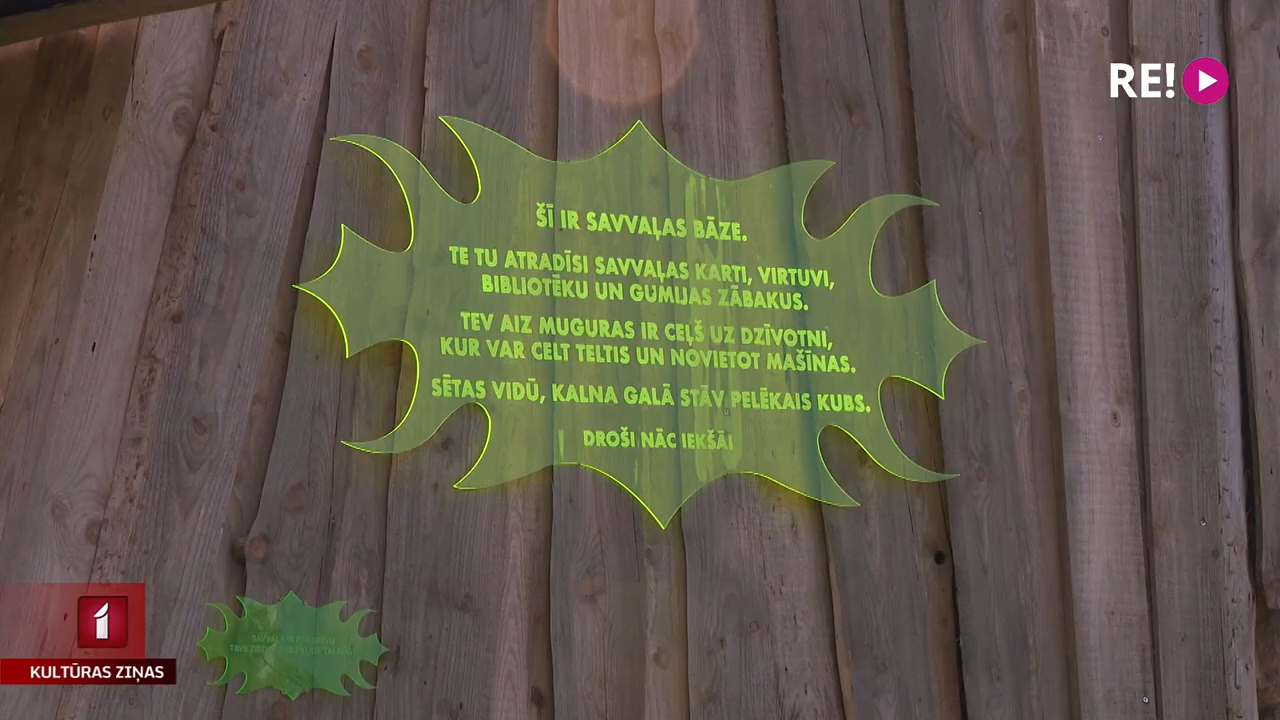 RE!
ŠĪ IR SAVVAĻAS BĀZE.
TE TU ATRADĪSI SAVVAĻAS KARTI, VIRTUVI,
BIBLIOTĒKU UN GUMIJAS ZĀBAKUS.
TEV AIZ MUGURAS IR CEĻŠ UZ DZĪVOTNI,
KUR VAR CELT TELTIS UN NOVIETOT MAŠĪNAS.
SĒTAS VIDŪ, KALNA GALĀ STĀV PELĒKAIS KUBS.
DROŠI NĀC IEKŠĀ!
1
KULTŪRAS ZIŅAS